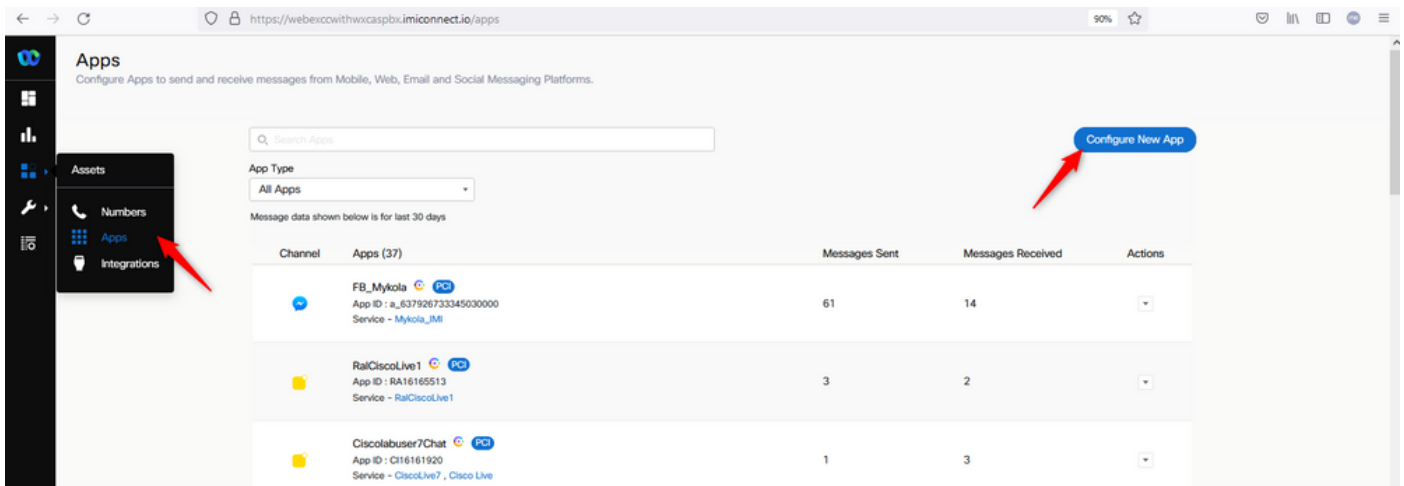 https://webexccwithwxcaspbx.imiconnect.io/apps
90%
Apps
Configure Apps to send and receive messages from Mobile, Web, Email and Social Messaging Platforms.
Search Apps
Configure New App
Assets
Numbers
Apps
Integrations
App Type
All Apps
Message data shown below is for last 30 days
Channel Apps (37) Messages Sent Messages Received Actions
FB_Mykola PCI
App ID : a_637926733345030000
Service - Mykola_IMI
61 14
RalCiscoLive1 PCI
App ID : RA16165513
Service - RalCiscoLive1
3 2
Ciscolabuser7Chat PCI
App ID : CI16161920
Service - CiscoLive7 , Cisco Live
1 3